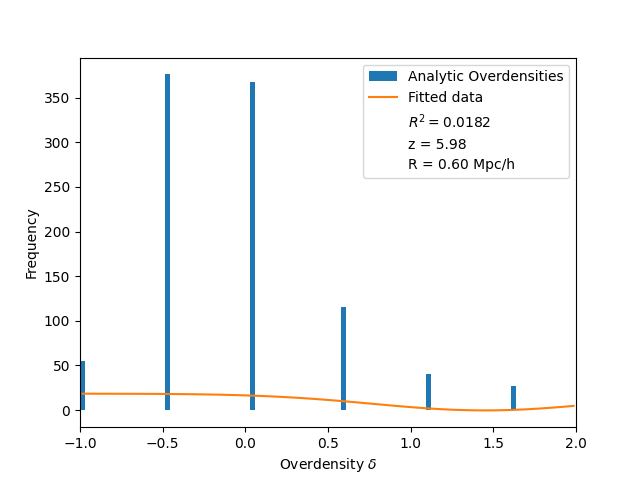 Analytic Overdensities
Fitted data
R² = 0.0182
z = 5.98
R = 0.60 Mpc/h
Frequency
350
300
250
200
150
100
50
0
−1.0 −0.5 0.0 0.5 1.0 1.5 2.0
Overdensity δ